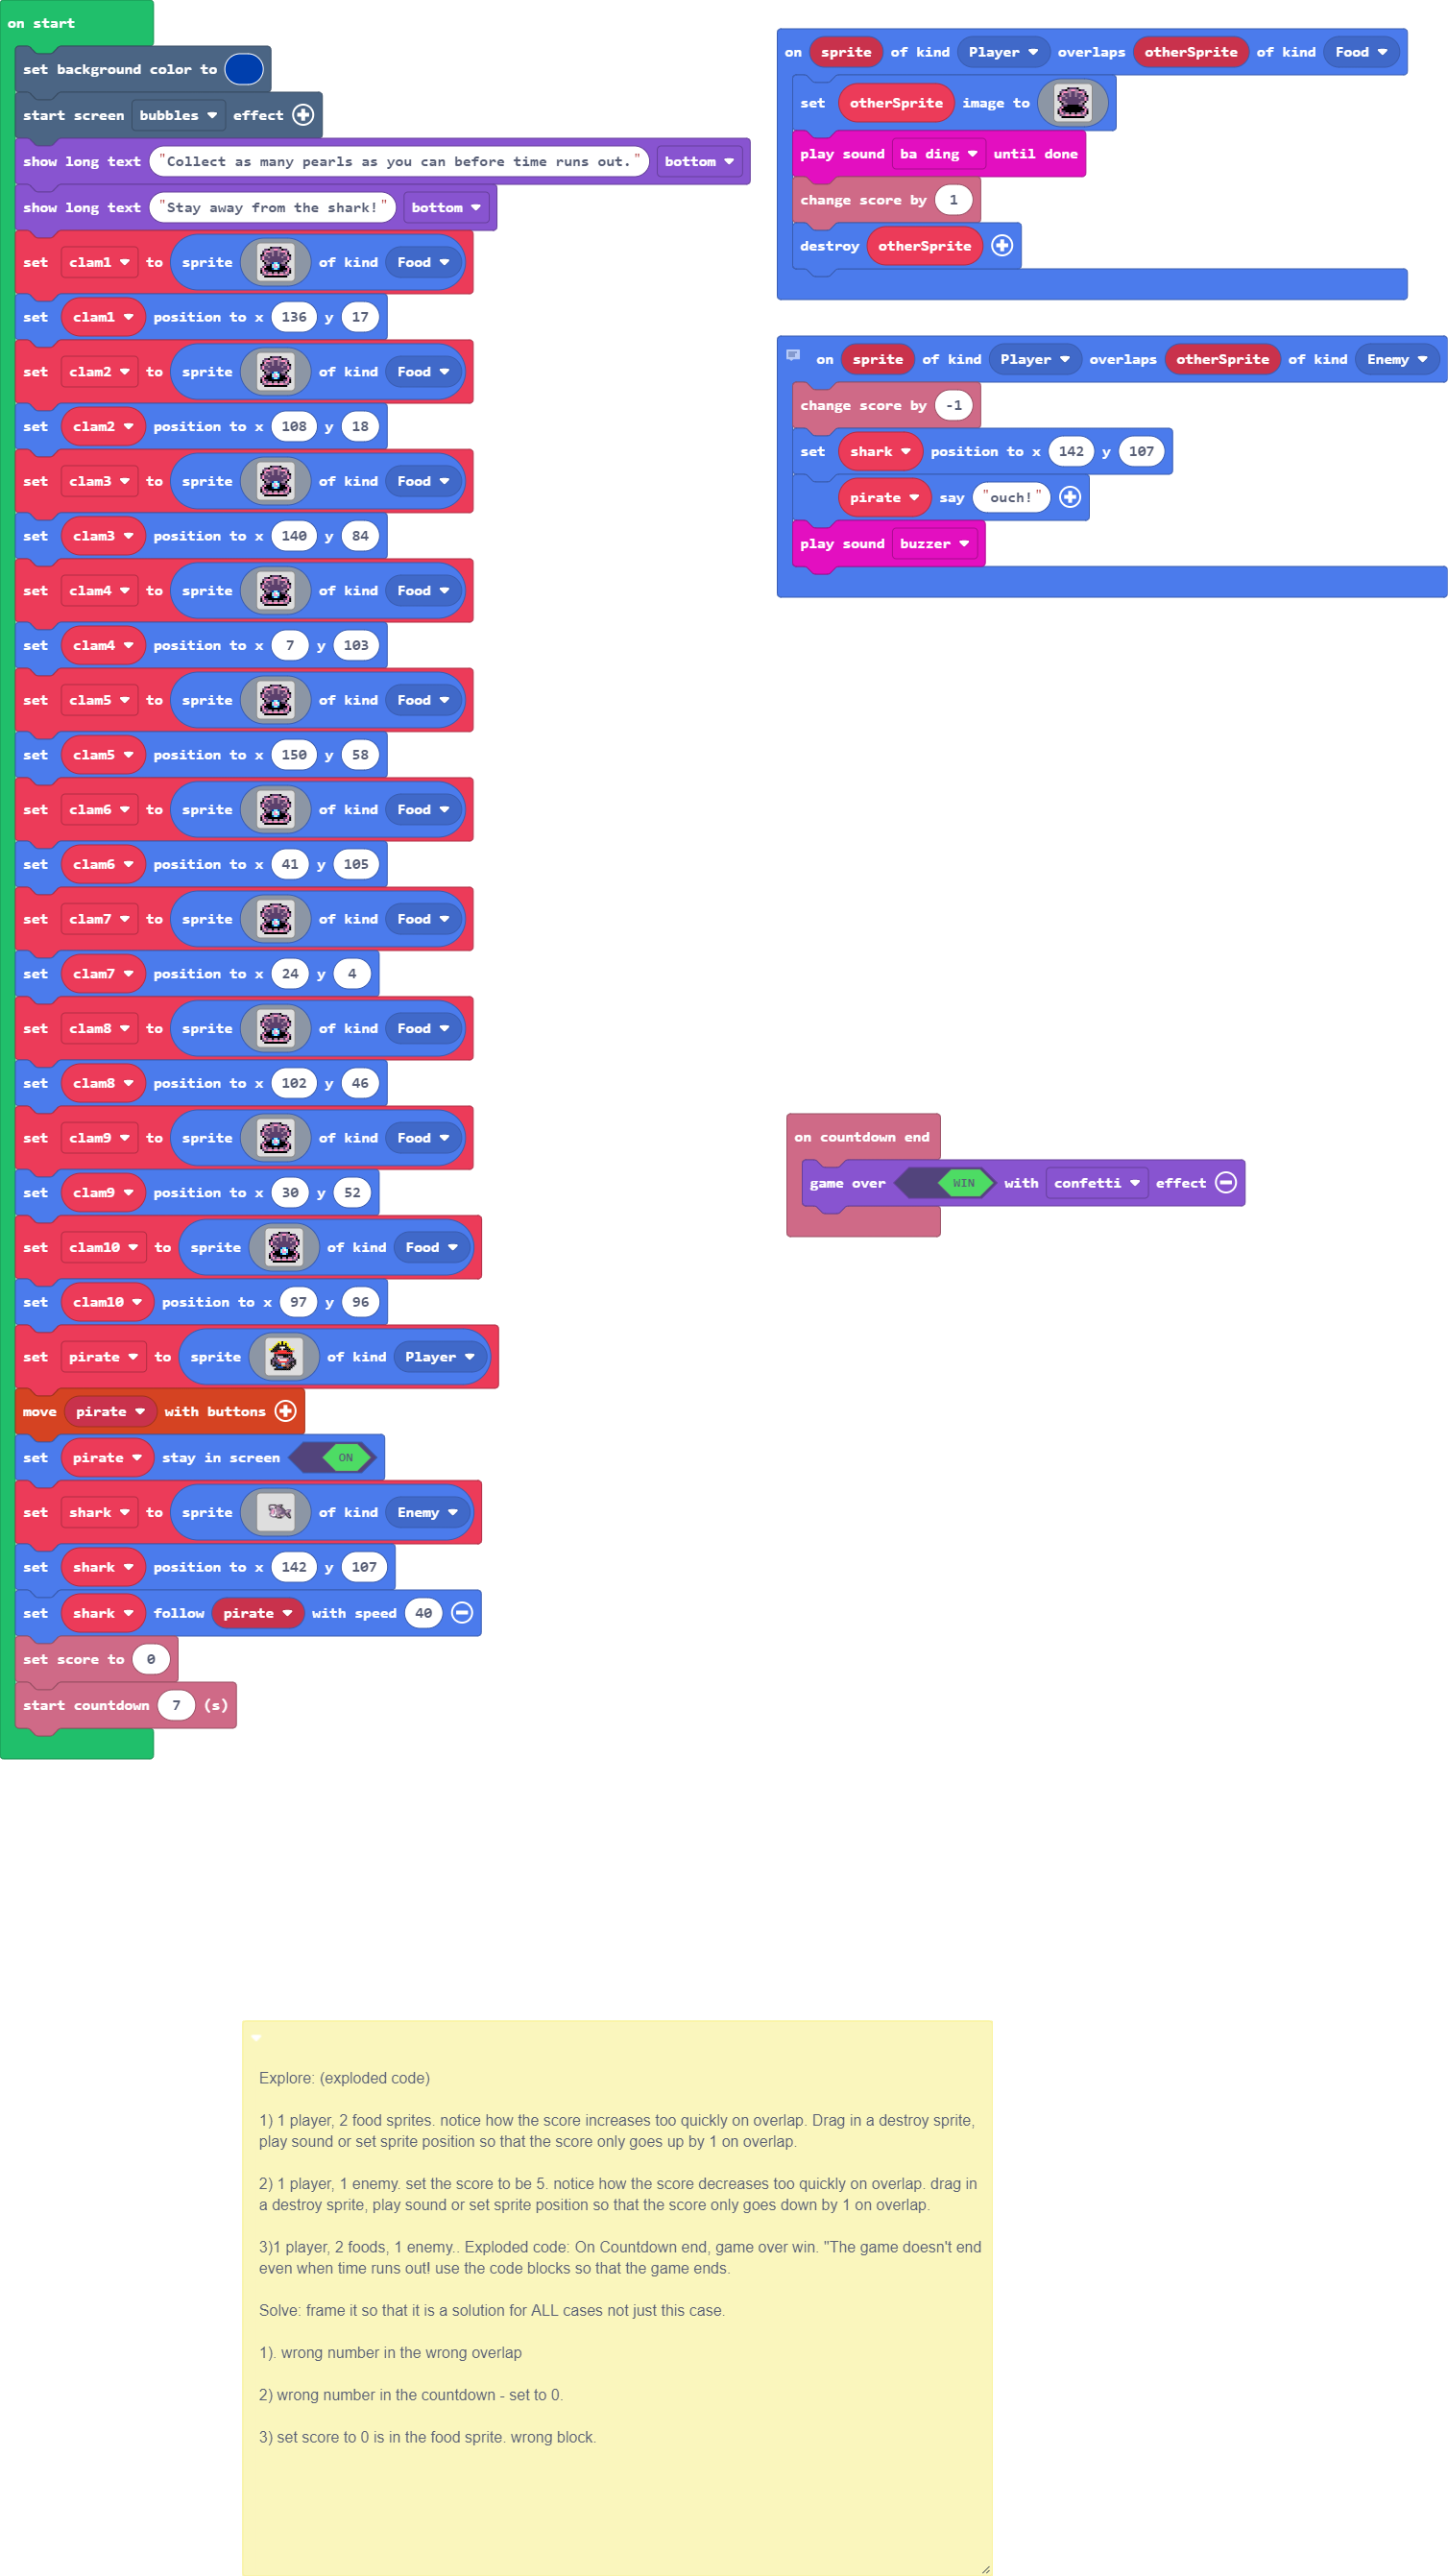 on start
set background color to
start screen bubbles effect
show long text "Collect as many pearls as you can before time runs out." bottom
show long text "Stay away from the shark!" bottom
set clam1 to sprite of kind Food
set clam1 position to x 136 y 17
set clam2 to sprite of kind Food
set clam2 position to x 108 y 18
set clam3 to sprite of kind Food
set clam3 position to x 140 y 84
set clam4 to sprite of kind Food
set clam4 position to x 7 y 103
set clam5 to sprite of kind Food
set clam5 position to x 150 y 58
set clam6 to sprite of kind Food
set clam6 position to x 41 y 105
set clam7 to sprite of kind Food
set clam7 position to x 24 y 4
set clam8 to sprite of kind Food
set clam8 position to x 102 y 46
set clam9 to sprite of kind Food
set clam9 position to x 30 y 52
set clam10 to sprite of kind Food
set clam10 position to x 97 y 96
set pirate to sprite of kind Player
move pirate with buttons
set pirate stay in screen ON
set shark to sprite of kind Enemy
set shark position to x 142 y 107
set shark follow pirate with speed 40
set score to 0
start countdown 7 (s)
on sprite of kind Player overlaps otherSprite of kind Food
set otherSprite image to
play sound ba ding until done
change score by 1
destroy otherSprite
on sprite of kind Player overlaps otherSprite of kind Enemy
change score by -1
set shark position to x 142 y 107
pirate say "ouch!"
play sound buzzer
on countdown end
game over WIN with confetti effect
Explore: (exploded code)
1) 1 player, 2 food sprites. notice how the score increases too quickly on overlap. Drag in a destroy sprite,
play sound or set sprite position so that the score only goes up by 1 on overlap.
2) 1 player, 1 enemy. set the score to be 5. notice how the score decreases too quickly on overlap. drag in
a destroy sprite, play sound or set sprite position so that the score only goes down by 1 on overlap.
3)1 player, 2 foods, 1 enemy.. Exploded code: On Countdown end, game over win. "The game doesn't end
even when time runs out! use the code blocks so that the game ends.
Solve: frame it so that it is a solution for ALL cases not just this case.
1). wrong number in the wrong overlap
2) wrong number in the countdown - set to 0.
3) set score to 0 is in the food sprite. wrong block.